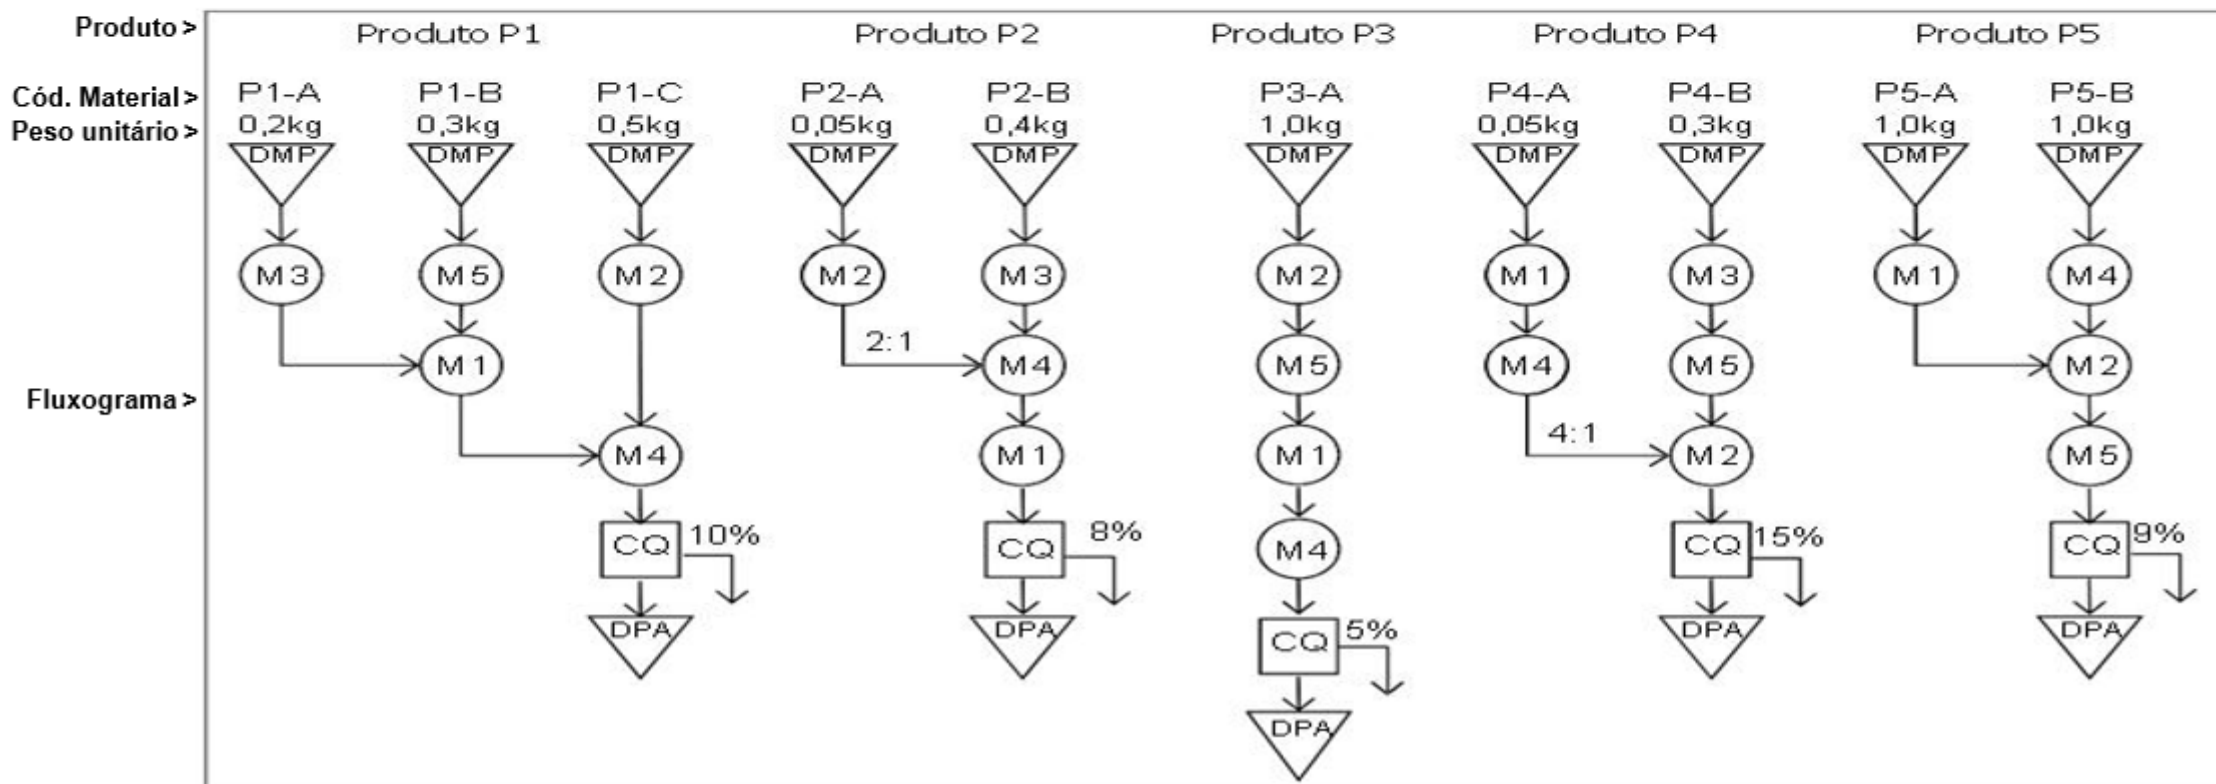 Produto > Produto P1 Produto P2 Produto P3 Produto P4 Produto P5
Cód. Material > P1-A P1-B P1-C P2-A P2-B P3-A P4-A P4-B P5-A P5-B
Peso unitário > 0,2kg 0,3kg 0,5kg 0,05kg 0,4kg 1,0kg 0,05kg 0,3kg 1,0kg 1,0kg
DMP DMP DMP DMP DMP DMP DMP DMP DMP DMP
M3 M5 M2 M2 M3 M2 M1 M3 M1 M4
2:1
M1 M4 M5 M4 M5 M2
Fluxograma >
4:1
M4 M1 M1 M2 M5
CQ 10% CQ 8% M4 CQ 15% CQ 9%
DPA DPA CQ 5% DPA DPA
DPA